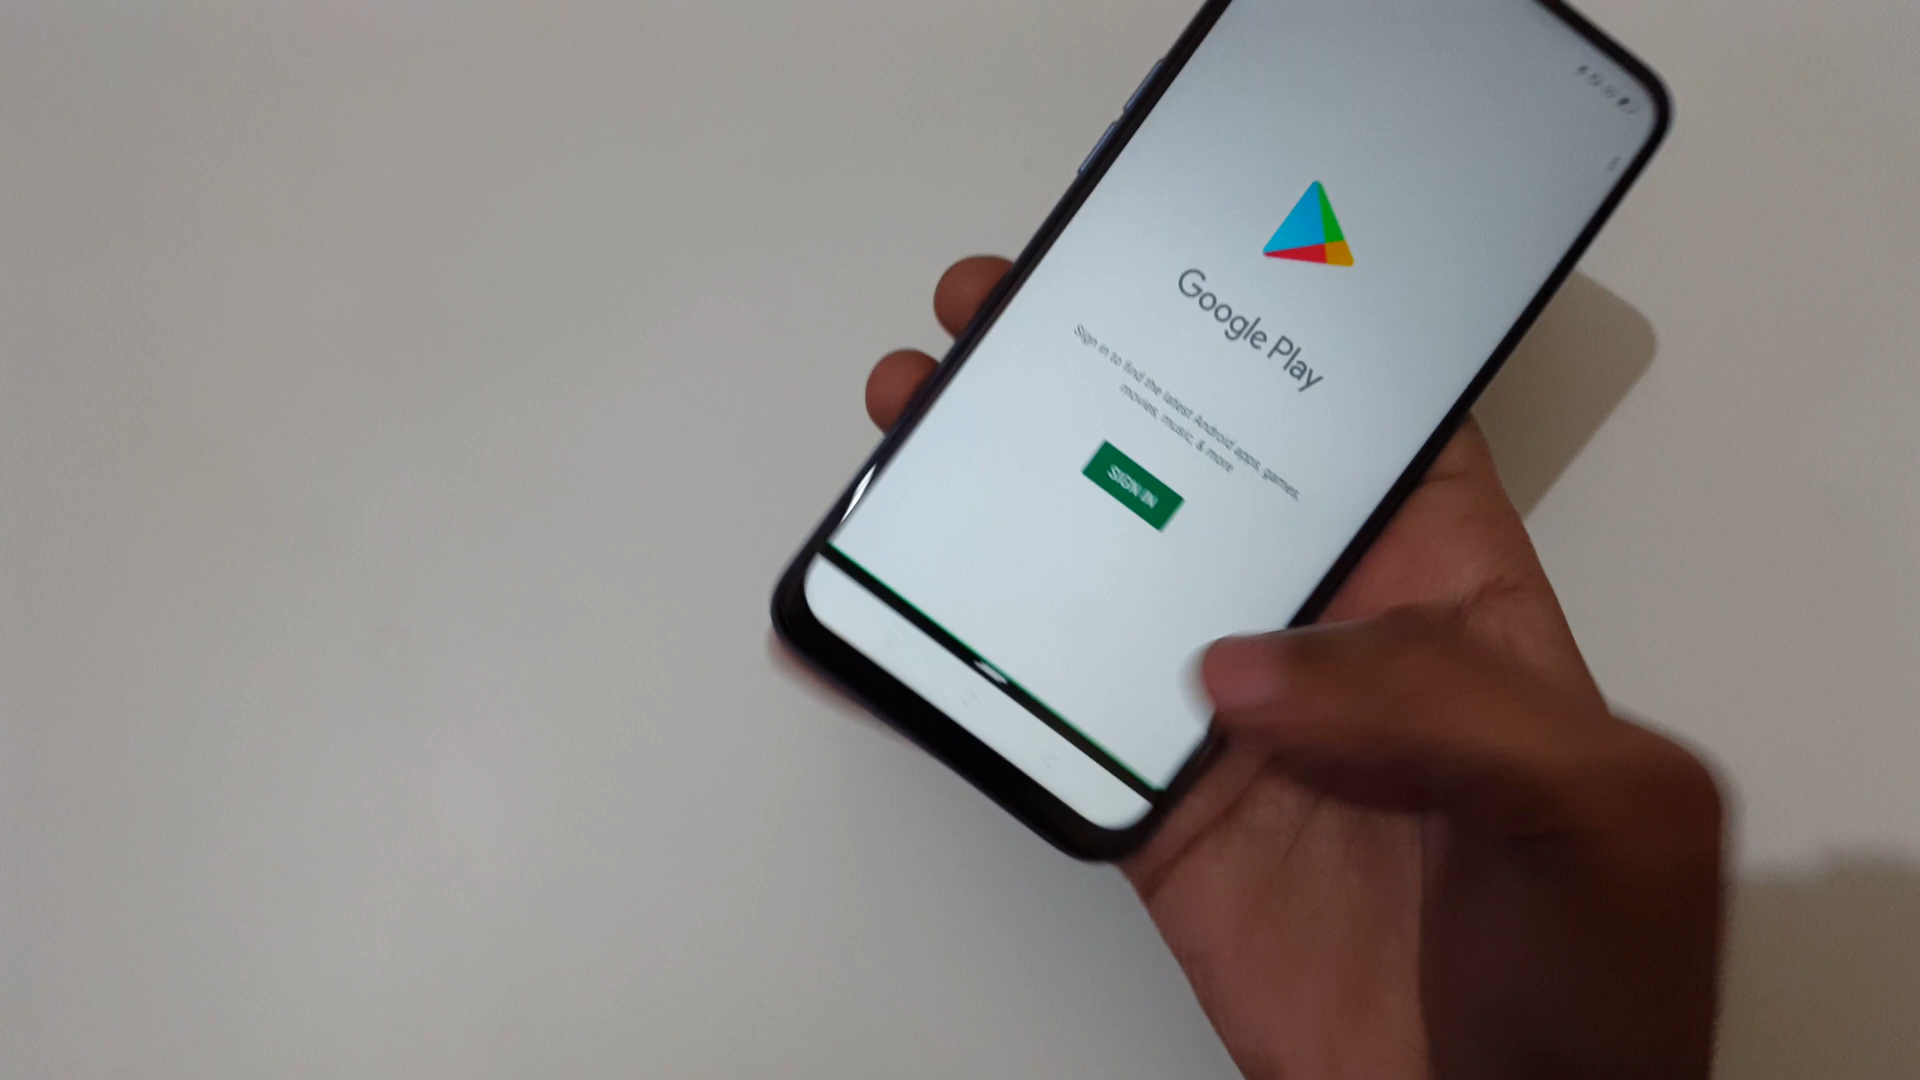 Google Play
Sign in to find the latest Android apps, games,
movies, music, & more
SIGN IN